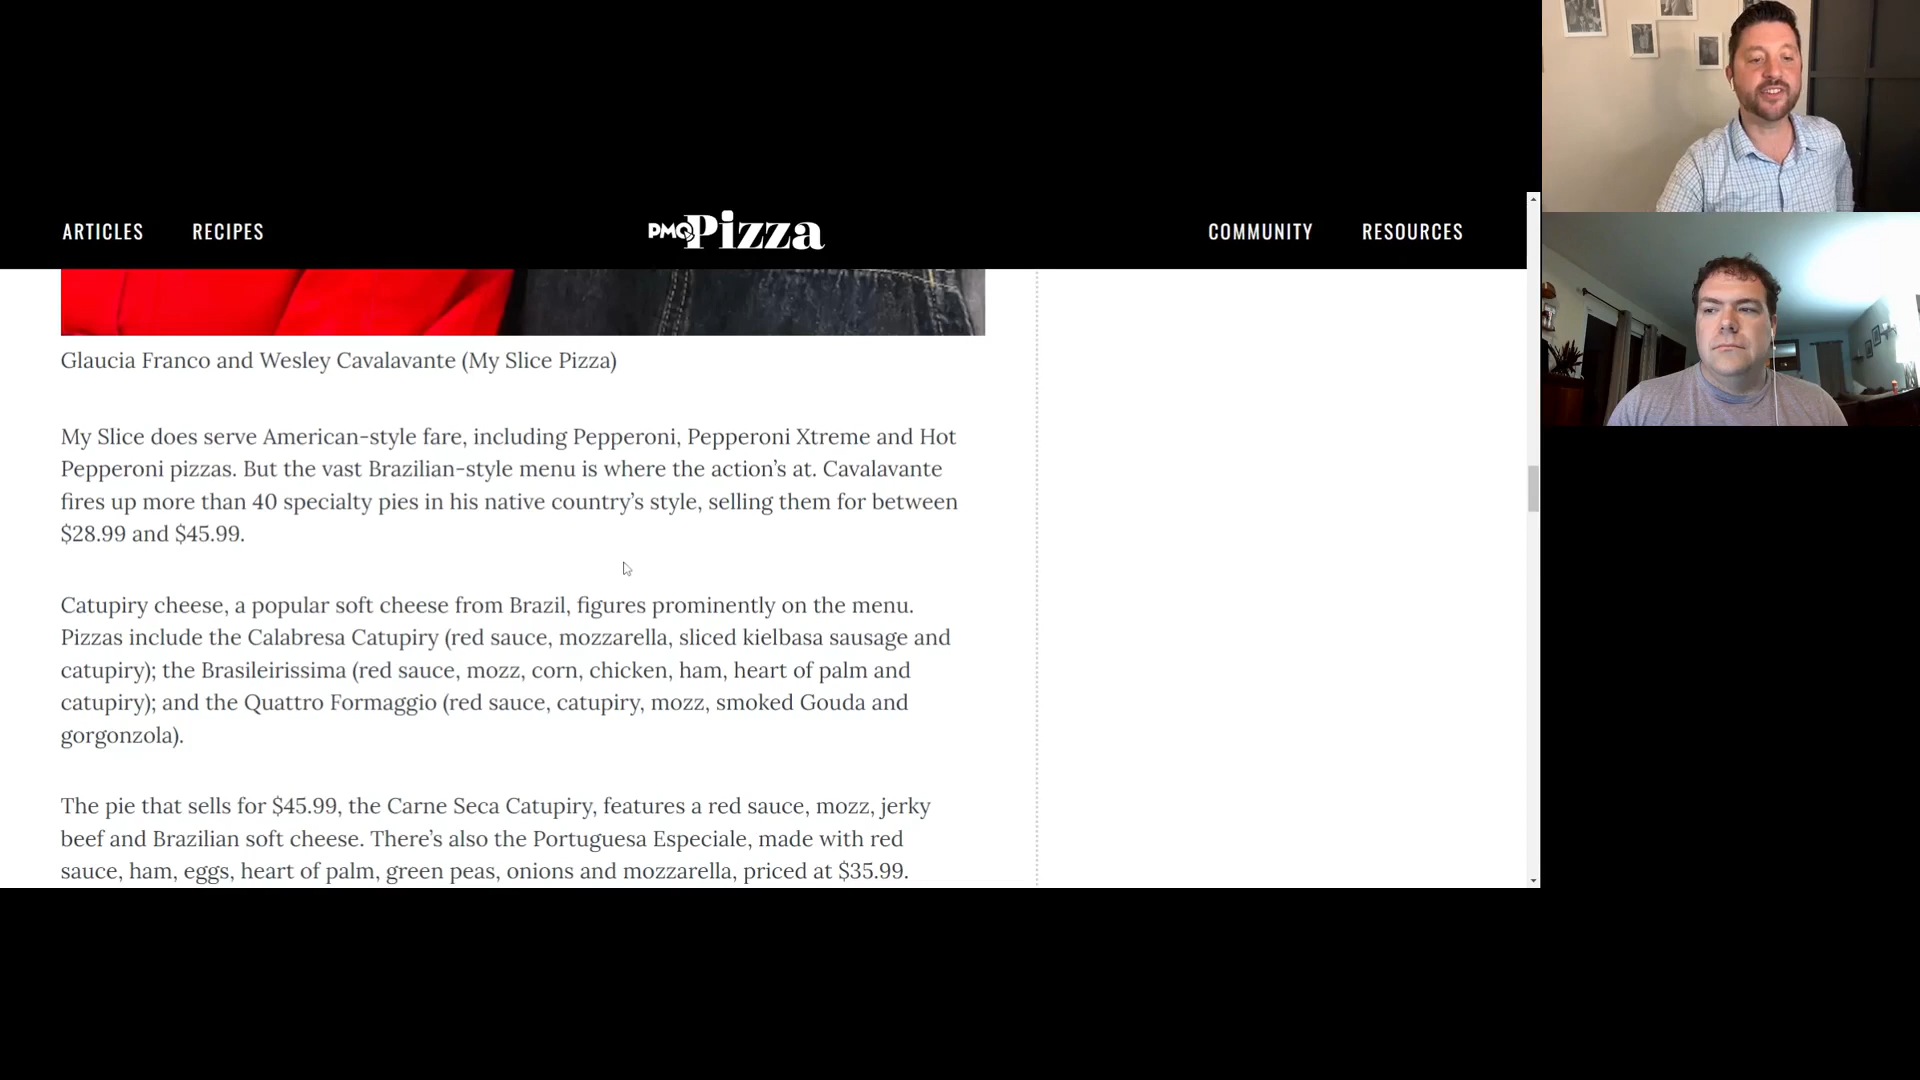 ARTICLES RECIPES PMQ Pizza COMMUNITY RESOURCES
Glaucia Franco and Wesley Cavalavante (My Slice Pizza)
My Slice does serve American-style fare, including Pepperoni, Pepperoni Xtreme and Hot
Pepperoni pizzas. But the vast Brazilian-style menu is where the action’s at. Cavalavante
fires up more than 40 specialty pies in his native country’s style, selling them for between
$28.99 and $45.99.
Catupiry cheese, a popular soft cheese from Brazil, figures prominently on the menu.
Pizzas include the Calabresa Catupiry (red sauce, mozzarella, sliced kielbasa sausage and
catupiry); the Brasileirissima (red sauce, mozz, corn, chicken, ham, heart of palm and
catupiry); and the Quattro Formaggio (red sauce, catupiry, mozz, smoked Gouda and
gorgonzola).
The pie that sells for $45.99, the Carne Seca Catupiry, features a red sauce, mozz, jerky
beef and Brazilian soft cheese. There’s also the Portuguesa Especiale, made with red
sauce, ham, eggs, heart of palm, green peas, onions and mozzarella, priced at $35.99.